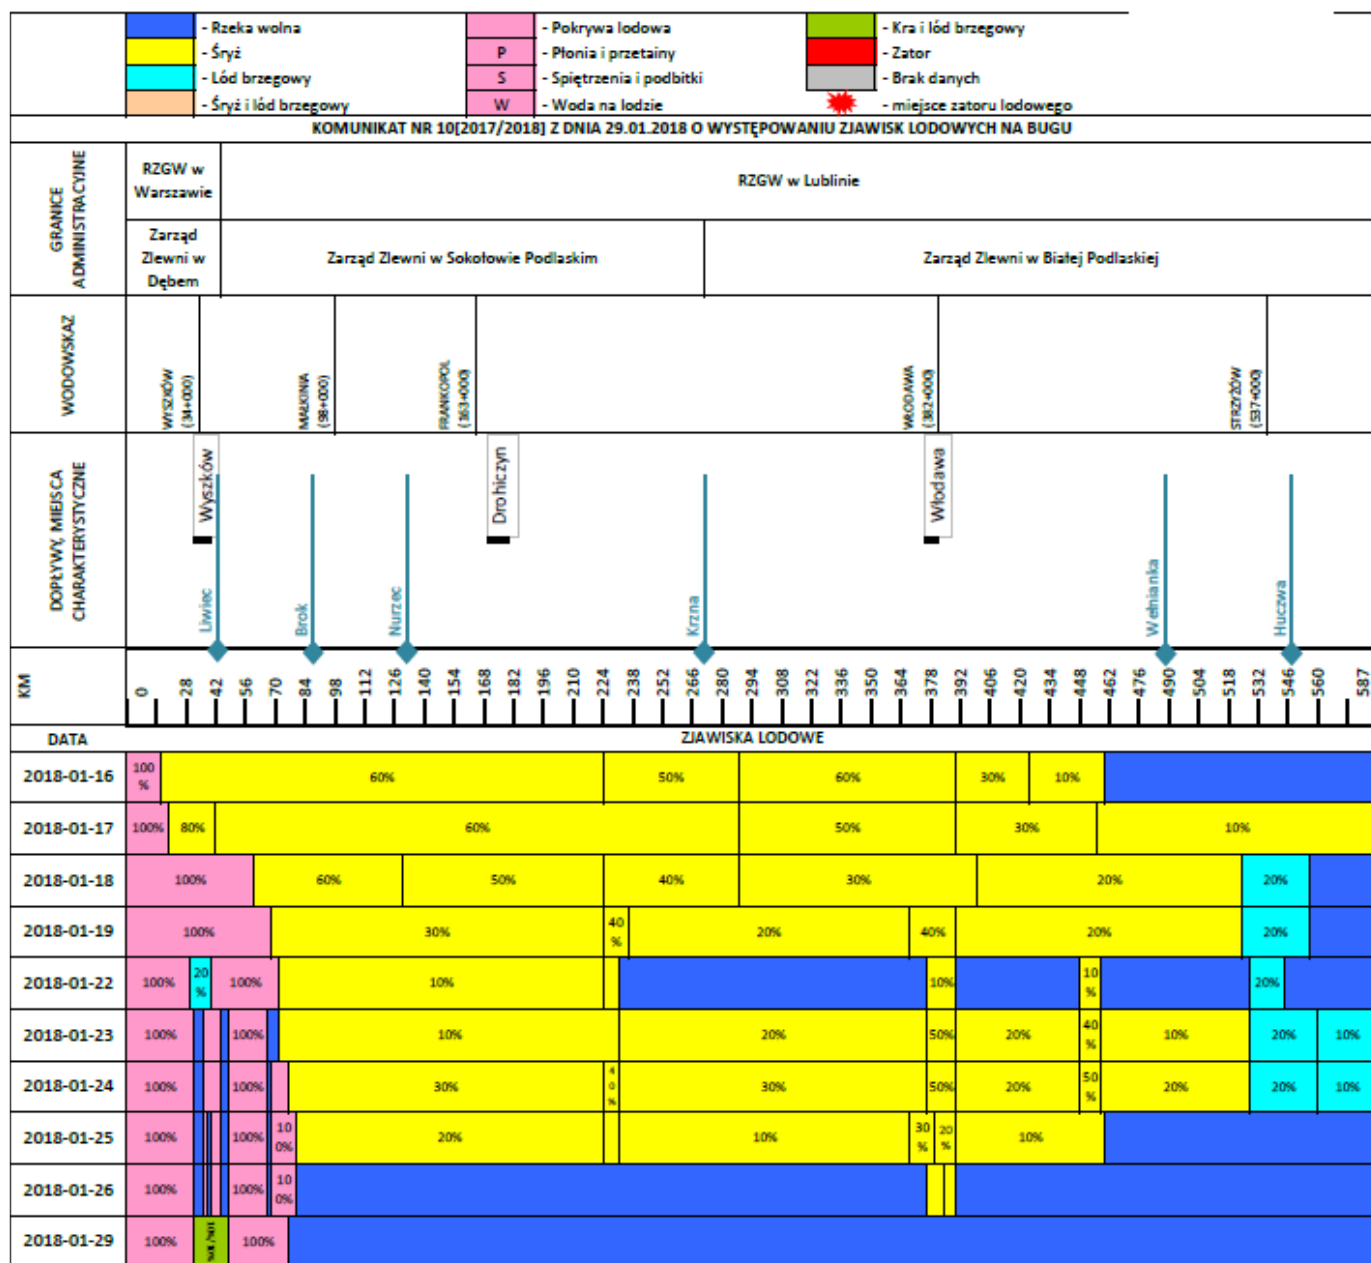 - Rzeka wolna
- Śryż
- Lód brzegowy
- Śryż i lód brzegowy
- Pokrywa lodowa
P - Płonia i przetainy
S - Spiętrzenia i podbitki
W - Woda na lodzie
- Kra i lód brzegowy
- Zator
- Brak danych
- miejsce zatoru lodowego
KOMUNIKAT NR 10[2017/2018] Z DNIA 29.01.2018 O WYSTĘPOWANIU ZJAWISK LODOWYCH NA BUGU
GRANICE
ADMINISTRACYJNE
RZGW w
Warszawie
RZGW w Lublinie
Zarząd
Zlewni w
Dębem
Zarząd Zlewni w Sokołowie Podlaskim
Zarząd Zlewni w Białej Podlaskiej
WODOWSKAZ
WYSZKÓW
(34+000)
MAŁKINIA
(98+000)
FRANKOPOL
(163+000)
WŁODAWA
(382+000)
STRZYŻÓW
(537+000)
DOPŁYWY, MIEJSCA
CHARAKTERYSTYCZNE
Wyszków
Drohiczyn
Włodawa
Liwiec
Brok
Nurzec
Krzna
Wełnianka
Huczwa
KM
0 28 42 56 70 84 98 112 126 140 154 168 182 196 210 224 238 252 266 280 294 308 322 336 350 364 378 392 406 420 434 448 462 476 490 504 518 532 546 560 587
DATA ZJAWISKA LODOWE
2018-01-16 100% 60% 50% 60% 30% 10%
2018-01-17 100% 80% 60% 50% 30% 10%
2018-01-18 100% 60% 50% 40% 30% 20% 20%
2018-01-19 100% 30% 40% 20% 40% 20% 20%
2018-01-22 100% 20% 100% 10% 10% 10% 20%
2018-01-23 100% 100% 10% 20% 50% 20% 40% 10% 20% 10%
2018-01-24 100% 100% 30% 40% 30% 50% 20% 50% 20% 20% 10%
2018-01-25 100% 100% 100% 20% 10% 30% 20% 10%
2018-01-26 100% 100% 100%
2018-01-29 100% 100%